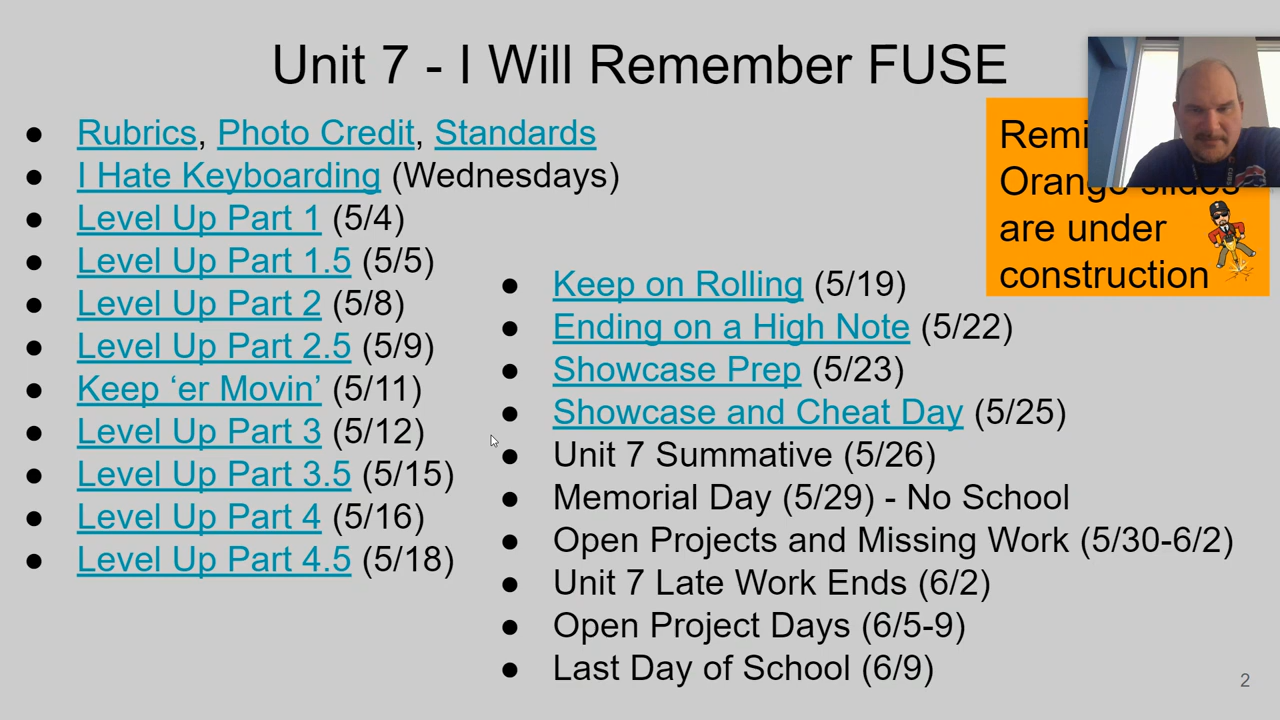 Unit 7 - I Will Remember FUSE
Rubrics, Photo Credit, Standards
I Hate Keyboarding (Wednesdays)
Level Up Part 1 (5/4)
Level Up Part 1.5 (5/5)
Level Up Part 2 (5/8)
Level Up Part 2.5 (5/9)
Keep ‘er Movin’ (5/11)
Level Up Part 3 (5/12)
Level Up Part 3.5 (5/15)
Level Up Part 4 (5/16)
Level Up Part 4.5 (5/18)
Keep on Rolling (5/19)
Ending on a High Note (5/22)
Showcase Prep (5/23)
Showcase and Cheat Day (5/25)
Unit 7 Summative (5/26)
Memorial Day (5/29) - No School
Open Projects and Missing Work (5/30-6/2)
Unit 7 Late Work Ends (6/2)
Open Project Days (6/5-9)
Last Day of School (6/9)
Remi
Orange slides
are under
construction
2